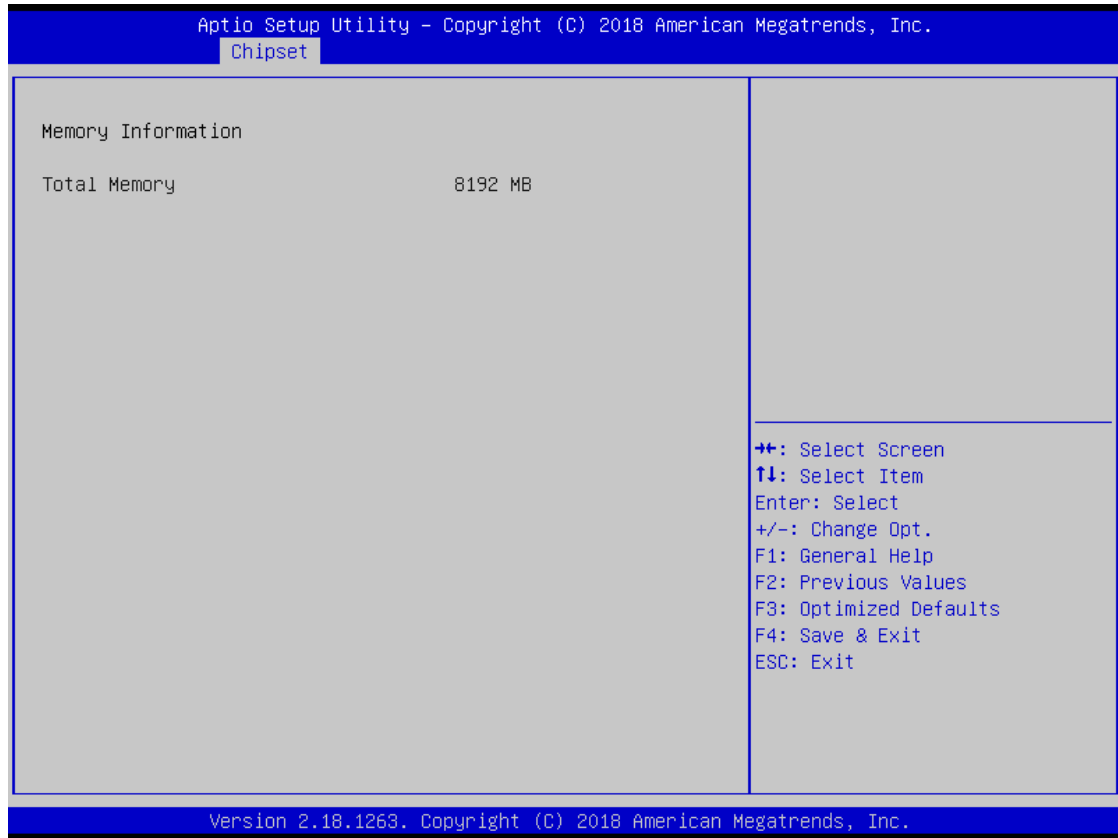 Aptio Setup Utility – Copyright (C) 2018 American Megatrends, Inc.
Chipset
Memory Information
Total Memory 8192 MB
→←: Select Screen
↑↓: Select Item
Enter: Select
+/-: Change Opt.
F1: General Help
F2: Previous Values
F3: Optimized Defaults
F4: Save & Exit
ESC: Exit
Version 2.18.1263. Copyright (C) 2018 American Megatrends, Inc.